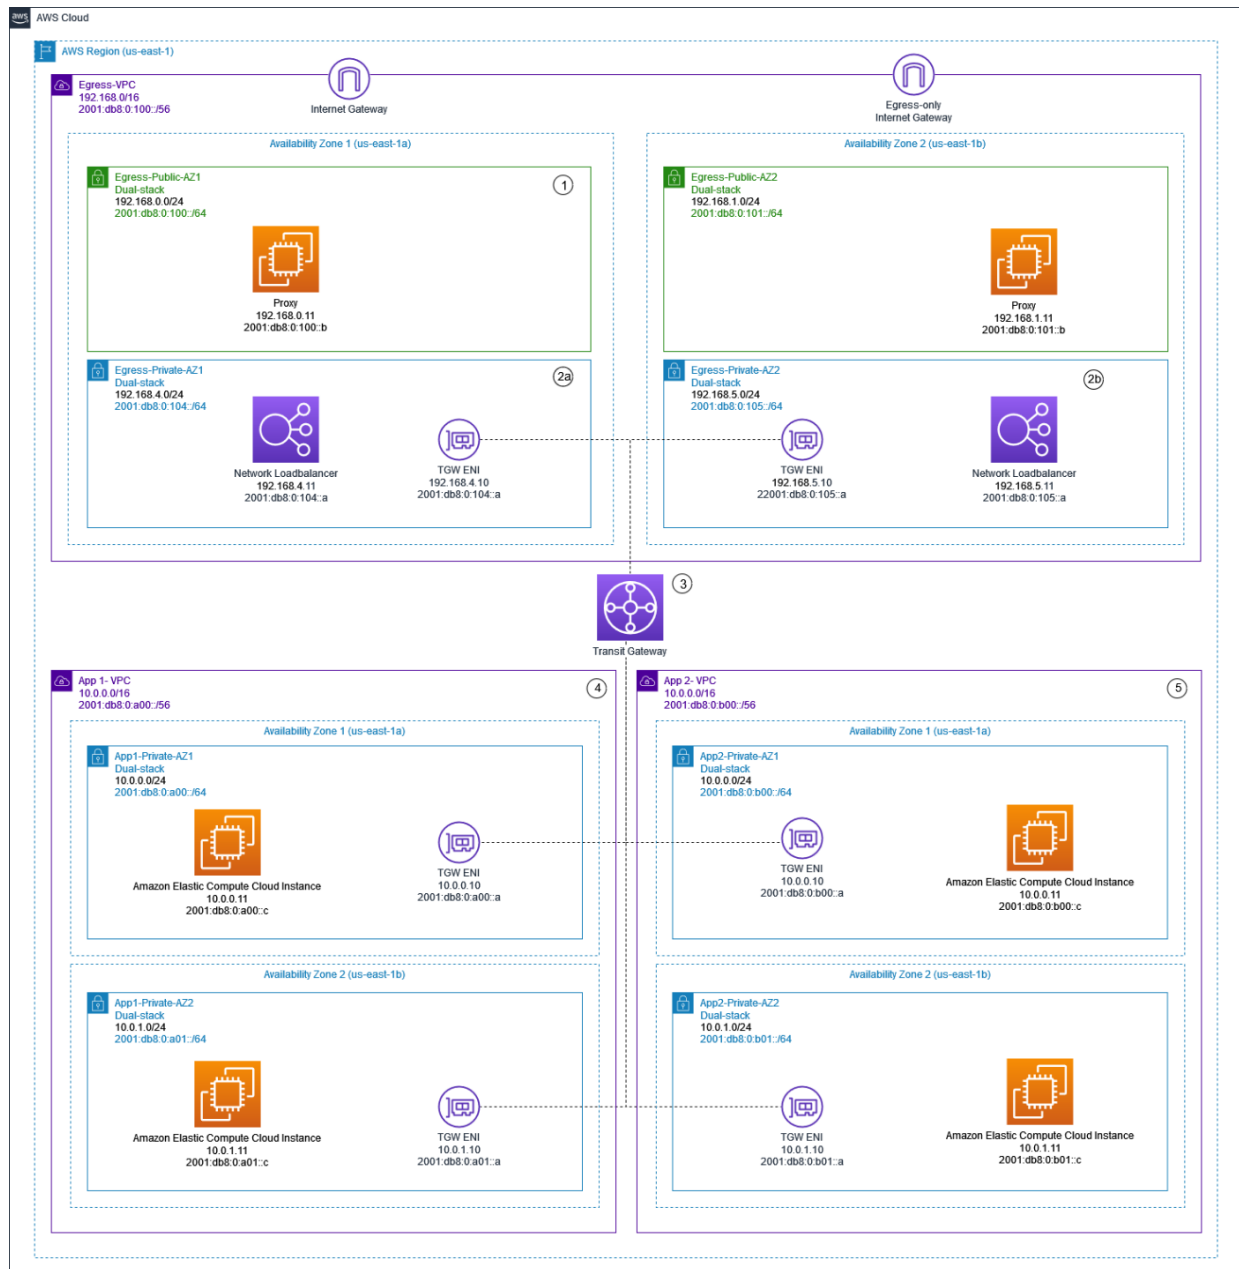 aws
AWS Cloud
AWS Region (us-east-1)
Egress-VPC
192.168.0/16
2001:db8:0:100::/56
Internet Gateway
Egress-only
Internet Gateway
Availability Zone 1 (us-east-1a)
Egress-Public-AZ1
Dual-stack
192.168.0.0/24
2001:db8:0:100::/64
1
Proxy
192.168.0.11
2001:db8:0:100::b
Availability Zone 2 (us-east-1b)
Egress-Public-AZ2
Dual-stack
192.168.1.0/24
2001:db8:0:101::/64
Proxy
192.168.1.11
2001:db8:0:101::b
Egress-Private-AZ1
Dual-stack
192.168.4.0/24
2001:db8:0:104::/64
2a
Network Loadbalancer
192.168.4.11
2001:db8:0:104::a
TGW ENI
192.168.4.10
2001:db8:0:104::a
Egress-Private-AZ2
Dual-stack
192.168.5.0/24
2001:db8:0:105::/64
2b
TGW ENI
192.168.5.10
22001:db8:0:105::a
Network Loadbalancer
192.168.5.11
2001:db8:0:105::a
3
Transit Gateway
App 1- VPC
10.0.0.0/16
2001:db8:0:a00::/56
4
Availability Zone 1 (us-east-1a)
App1-Private-AZ1
Dual-stack
10.0.0.0/24
2001:db8:0:a00::/64
Amazon Elastic Compute Cloud Instance
10.0.0.11
2001:db8:0:a00::c
TGW ENI
10.0.0.10
2001:db8:0:a00::a
Availability Zone 2 (us-east-1b)
App1-Private-AZ2
Dual-stack
10.0.1.0/24
2001:db8:0:a01::/64
Amazon Elastic Compute Cloud Instance
10.0.1.11
2001:db8:0:a01::c
TGW ENI
10.0.1.10
2001:db8:0:a01::a
App 2- VPC
10.0.0.0/16
2001:db8:0:b00::/56
5
Availability Zone 1 (us-east-1a)
App2-Private-AZ1
Dual-stack
10.0.0.0/24
2001:db8:0:b00::/64
TGW ENI
10.0.0.10
2001:db8:0:b00::a
Amazon Elastic Compute Cloud Instance
10.0.0.11
2001:db8:0:b00::c
Availability Zone 2 (us-east-1b)
App2-Private-AZ2
Dual-stack
10.0.1.0/24
2001:db8:0:b01::/64
TGW ENI
10.0.1.10
2001:db8:0:b01::a
Amazon Elastic Compute Cloud Instance
10.0.1.11
2001:db8:0:b01::c